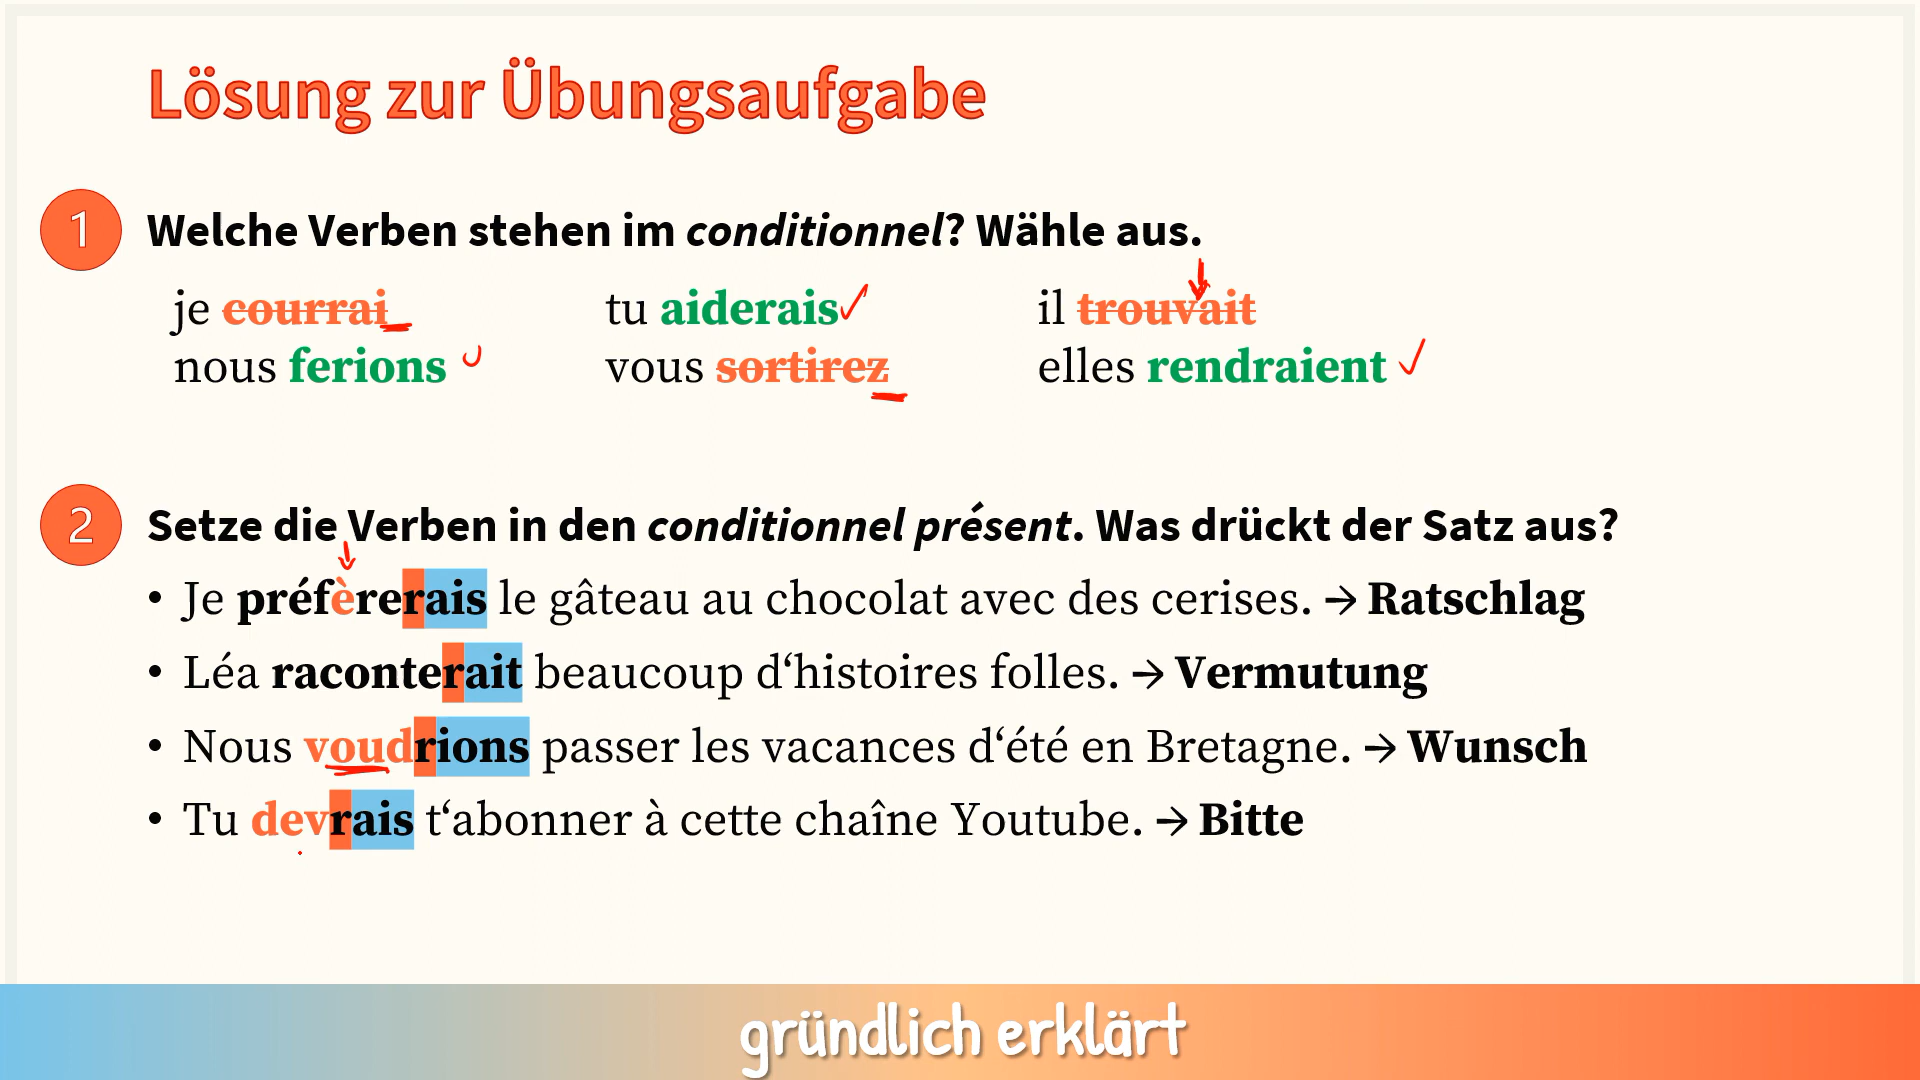 Lösung zur Übungsaufgabe
1 Welche Verben stehen im conditionnel? Wähle aus.
je courrai tu aiderais il trouvait
nous ferions vous sortirez elles rendraient
2 Setze die Verben in den conditionnel présent. Was drückt der Satz aus?
• Je préfèrerais le gâteau au chocolat avec des cerises. → Ratschlag
• Léa raconterait beaucoup d‘histoires folles. → Vermutung
• Nous voudrions passer les vacances d‘été en Bretagne. → Wunsch
• Tu devrais t‘abonner à cette chaîne Youtube. → Bitte
gründlich erklärt